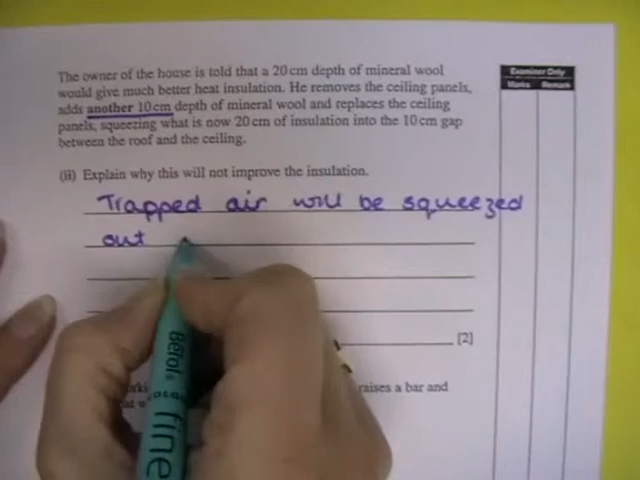 The owner of the house is told that a 20 cm depth of mineral wool
would give much better heat insulation. He removes the ceiling panels,
adds another 10 cm depth of mineral wool and replaces the ceiling
panels, squeezing what is now 20 cm of insulation into the 10 cm gap
between the roof and the ceiling.
Examiner Only
Marks Remark
(ii) Explain why this will not improve the insulation.
Trapped air will be squeezed
out
[2]
raises a bar and
BeTol
fine